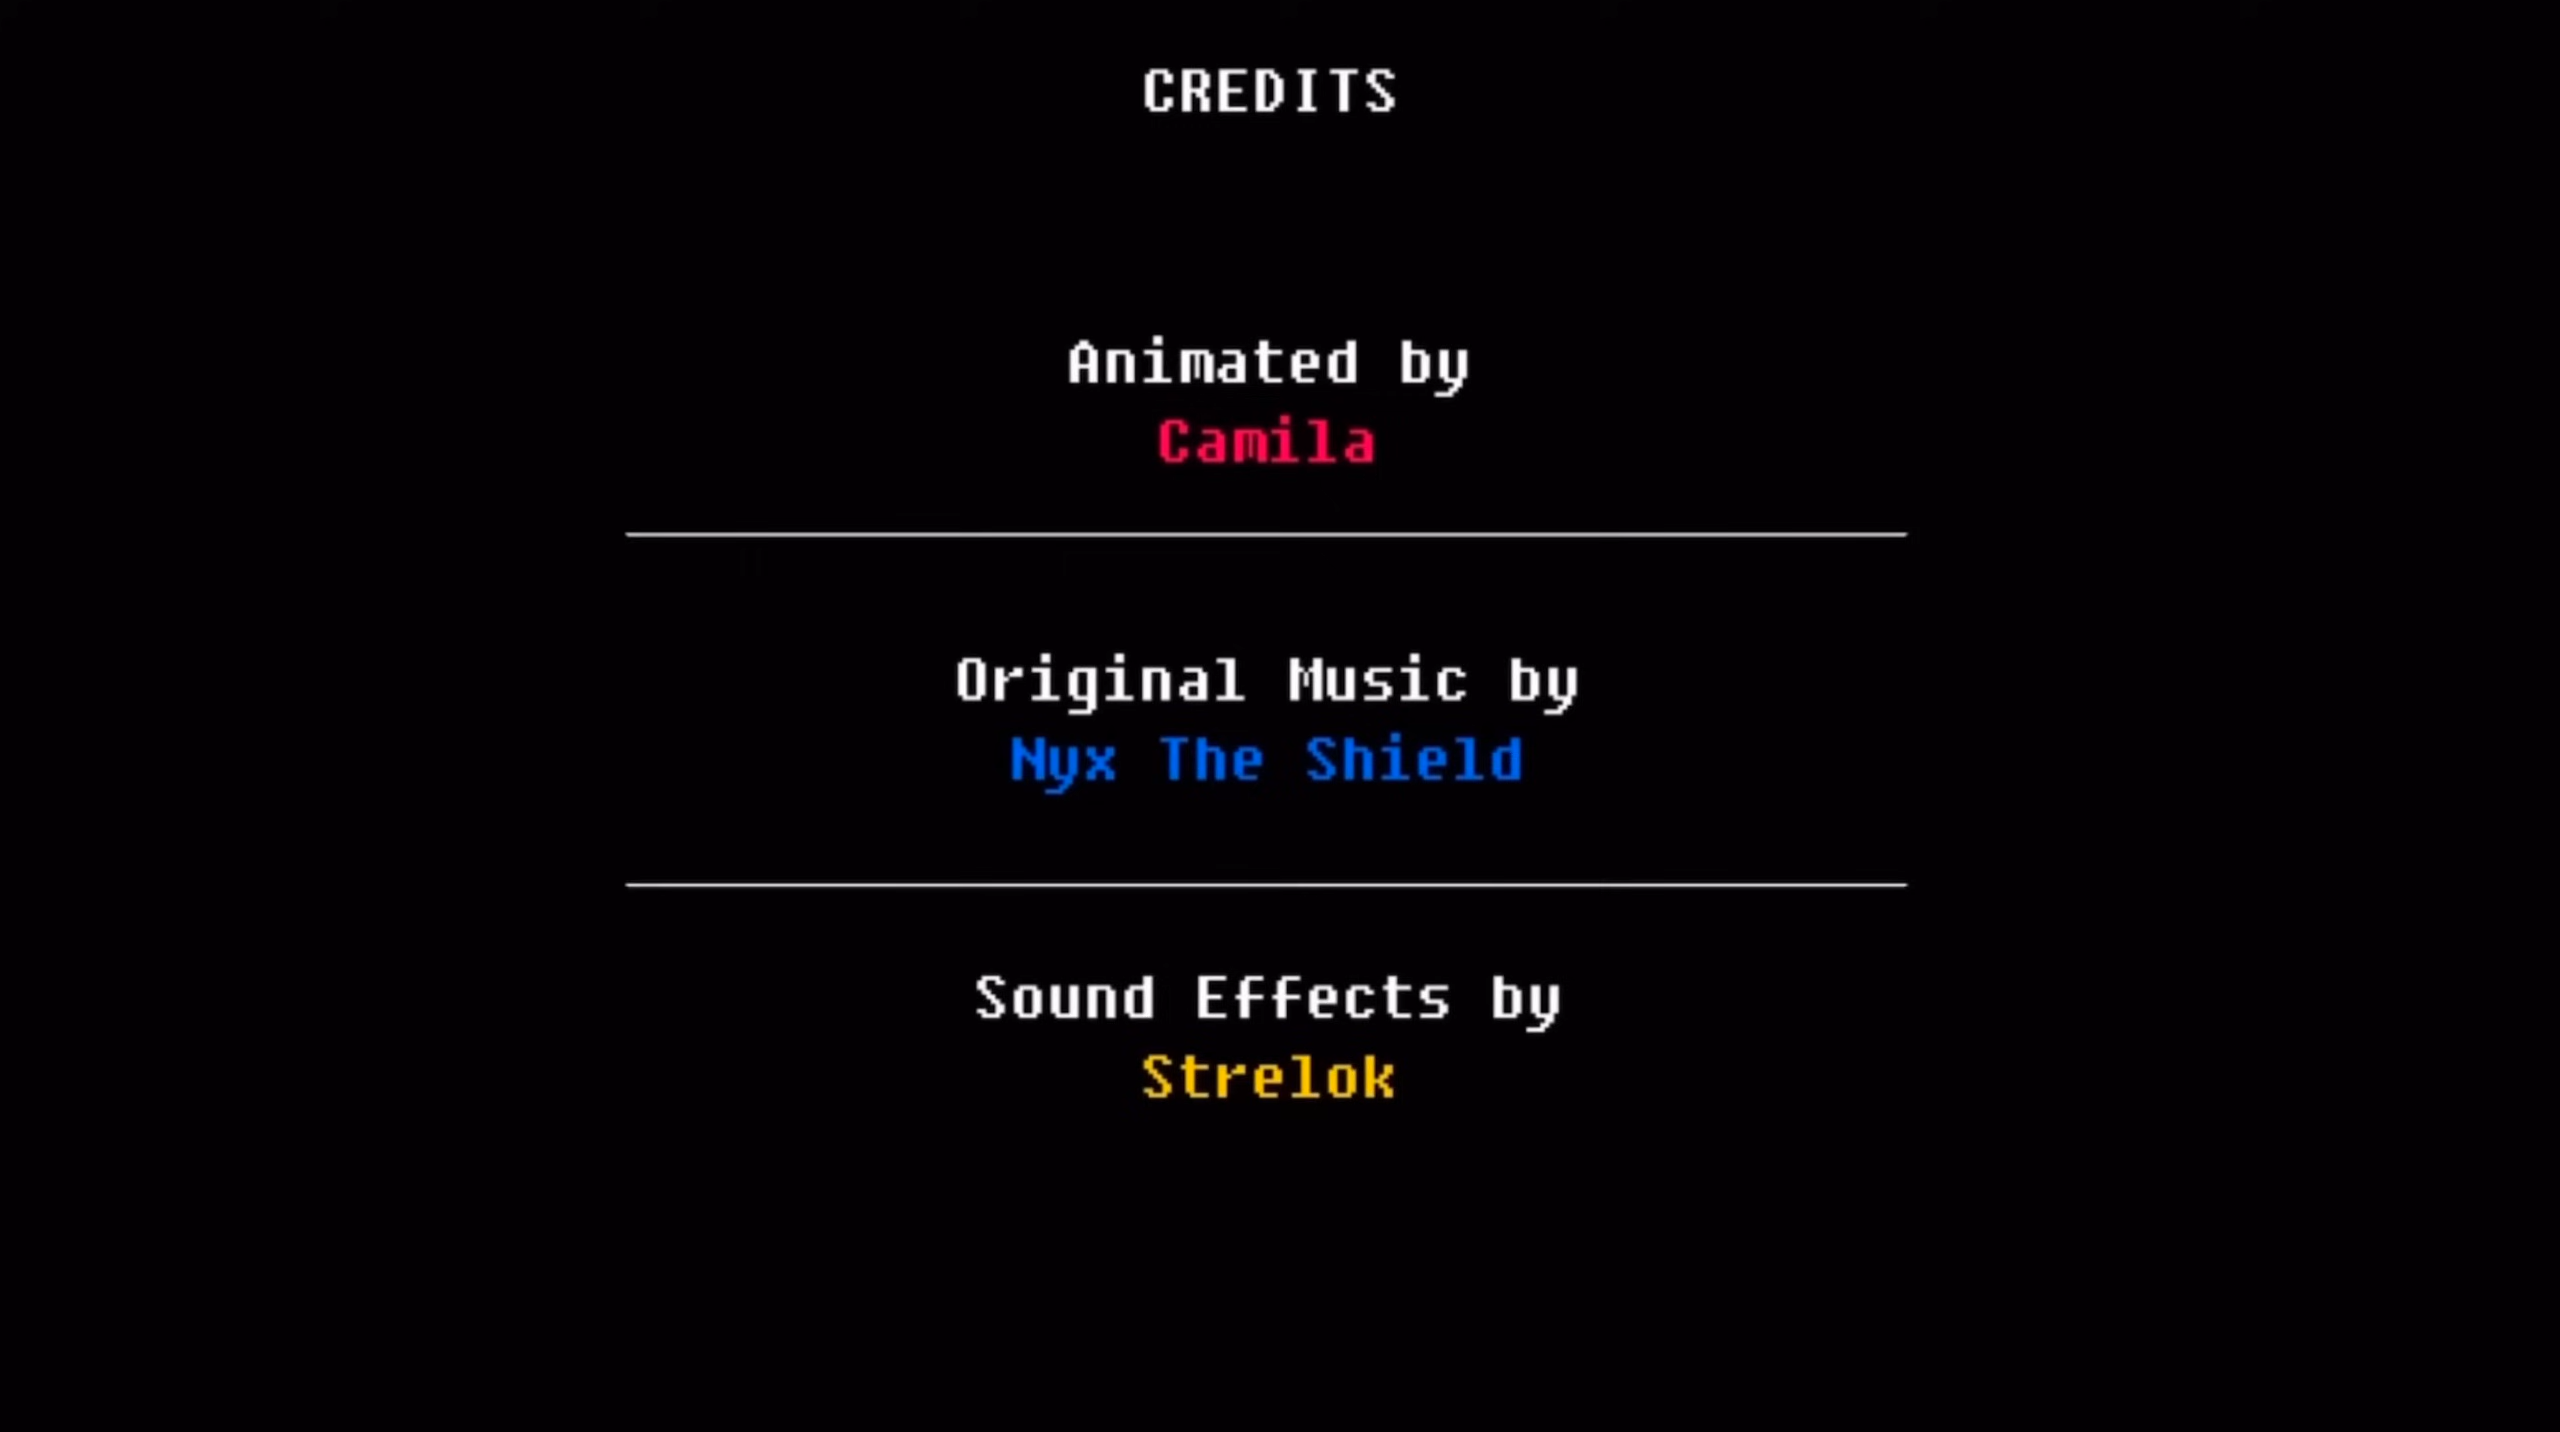 CREDITS
Animated by
Camila
Original Music by
Nyx The Shield
Sound Effects by
Strelok